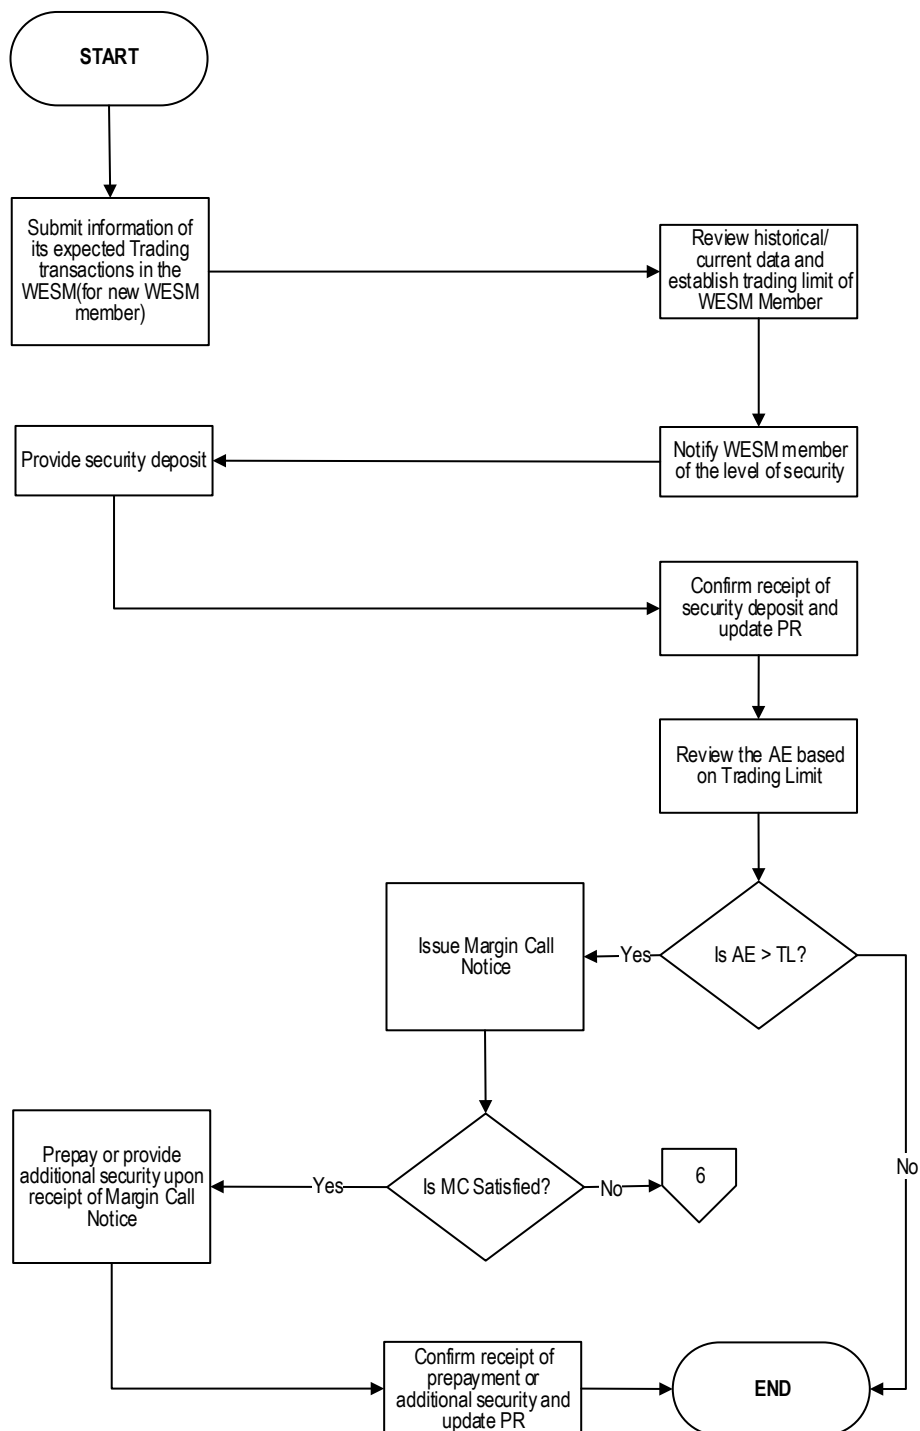 START
Submit information of
its expected Trading
transactions in the
WESM(for new WESM
member)
Review historical/
current data and
establish trading limit of
WESM Member
Provide security deposit
Notify WESM member
of the level of security
Confirm receipt of
security deposit and
update PR
Review the AE based
on Trading Limit
Issue Margin Call
Notice
Yes
Is AE > TL?
Prepay or provide
additional security upon
receipt of Margin Call
Notice
Yes
Is MC Satisfied?
No
6
No
Confirm receipt of
prepayment or
additional security and
update PR
END